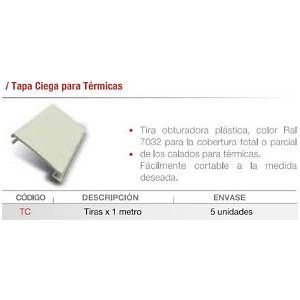 / Tapa Ciega para Térmicas
• Tira obturadora plástica, color Ral
7032 para la cobertura total o parcial
• de los calados para térmicas.
Fácilmente cortable a la medida
deseada.
CÓDIGO DESCRIPCIÓN ENVASE
TC Tiras x 1 metro 5 unidades